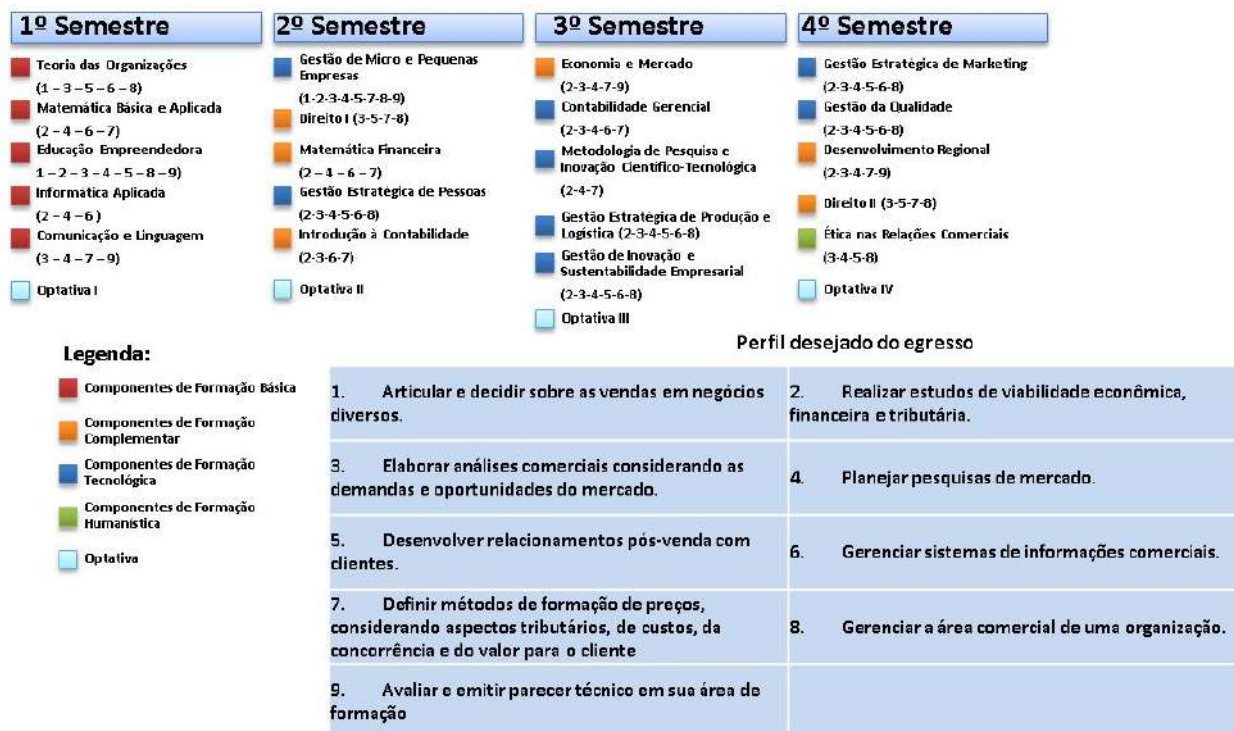 1º Semestre
Teoria das Organizações
(1 – 3 – 5 – 6 – 8)
Matemática Básica e Aplicada
(2 – 4 – 6 – 7)
Educação Empreendedora
1 – 2 – 3 – 4 – 5 – 8 – 9)
Informática Aplicada
(2 – 4 – 6 )
Comunicação e Linguagem
(3 – 4 – 7 – 9)
Optativa I
2º Semestre
Gestão de Micro e Pequenas
Empresas
(1-2-3-4-5-7-8-9)
Direito I (3-5-7-8)
Matemática Financeira
(2 – 4 – 6 – 7)
Gestão Estratégica de Pessoas
(2-3-4-5-6-8)
Introdução à Contabilidade
(2-3-6-7)
Optativa II
3º Semestre
Economia e Mercado
(2-3-4-7-9)
Contabilidade Gerencial
(2-3-4-6-7)
Metodologia de Pesquisa e
Inovação Científico-Tecnológica
(2-4-7)
Gestão Estratégica de Produção e
Logística (2-3-4-5-6-8)
Gestão de Inovação e
Sustentabilidade Empresarial
(2-3-4-5-6-8)
Optativa III
4º Semestre
Gestão Estratégica de Marketing
(2-3-4-5-6-8)
Gestão da Qualidade
(2-3-4-5-6-8)
Desenvolvimento Regional
(2-3-4-7-9)
Direito II (3-5-7-8)
Ética nas Relações Comerciais
(3-4-5-8)
Optativa IV
Legenda:
Componentes de Formação Básica
Componentes de Formação
Complementar
Componentes de Formação
Tecnológica
Componentes de Formação
Humanística
Optativa
Perfil desejado do egresso
1. Articular e decidir sobre as vendas em negócios
diversos.
2. Realizar estudos de viabilidade econômica,
financeira e tributária.
3. Elaborar análises comerciais considerando as
demandas e oportunidades do mercado.
4. Planejar pesquisas de mercado.
5. Desenvolver relacionamentos pós-venda com
clientes.
6. Gerenciar sistemas de informações comerciais.
7. Definir métodos de formação de preços,
considerando aspectos tributários, de custos, da
concorrência e do valor para o cliente
8. Gerenciar a área comercial de uma organização.
9. Avaliar e emitir parecer técnico em sua área de
formação